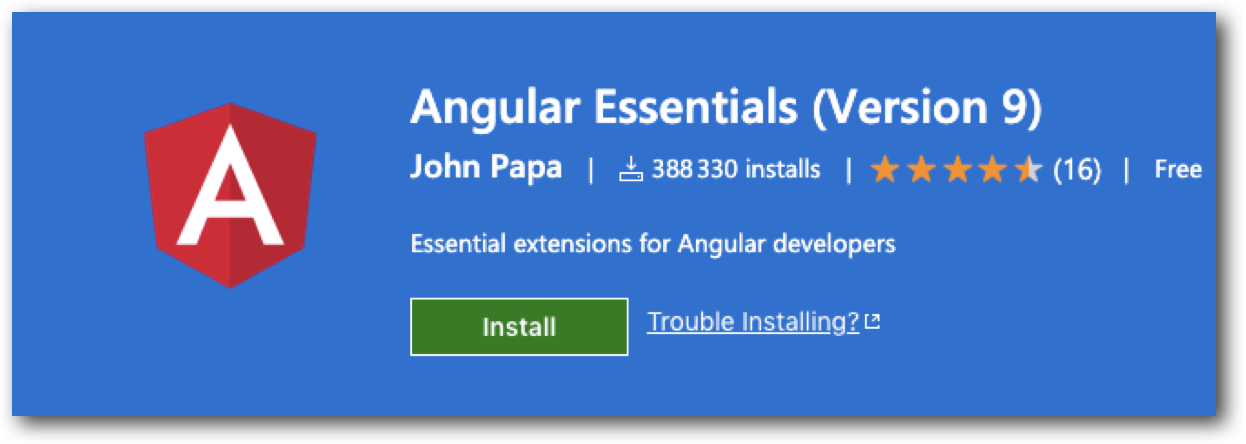 A
Angular Essentials (Version 9)
John Papa | 388 330 installs | (16) | Free
Essential extensions for Angular developers
Install Trouble Installing?